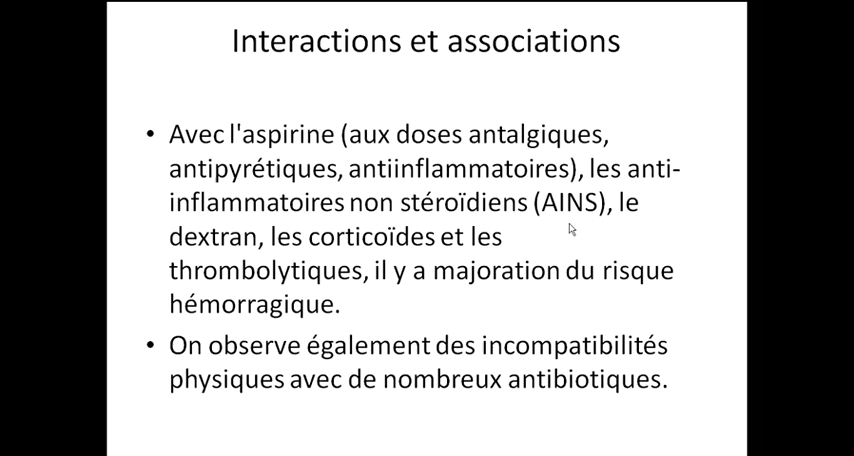 Interactions et associations
• Avec l'aspirine (aux doses antalgiques,
antipyrétiques, antiinflammatoires), les anti-
inflammatoires non stéroïdiens (AINS), le
dextran, les corticoïdes et les
thrombolytiques, il y a majoration du risque
hémorragique.
• On observe également des incompatibilités
physiques avec de nombreux antibiotiques.